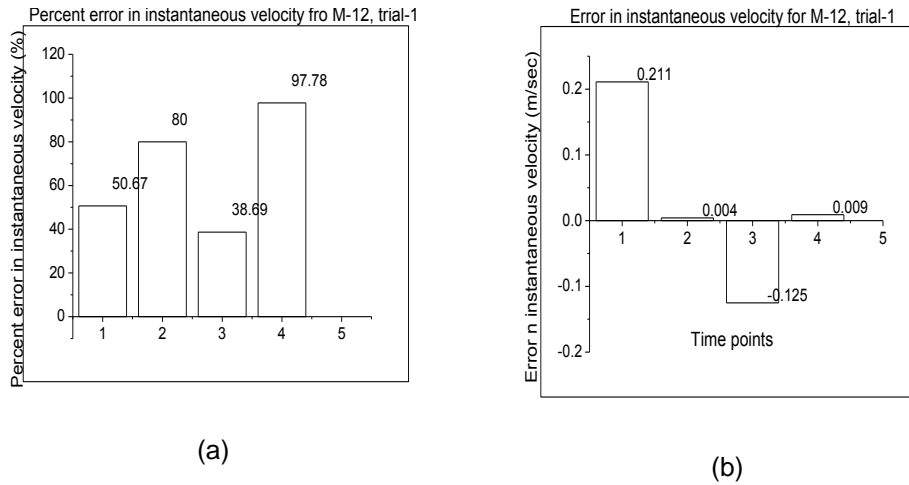 Percent error in instantaneous velocity fro M-12, trial-1
Percent error in instantaneous velocity (%)
120
100
80
60
40
20
0
50.67
80
38.69
97.78
1 2 3 4 5
(a)
Error in instantaneous velocity for M-12, trial-1
Error n instantaneous velocity (m/sec)
0.2
0.1
0.0
-0.1
-0.2
0.211
0.004
-0.125
0.009
1 2 3 4 5
Time points
(b)